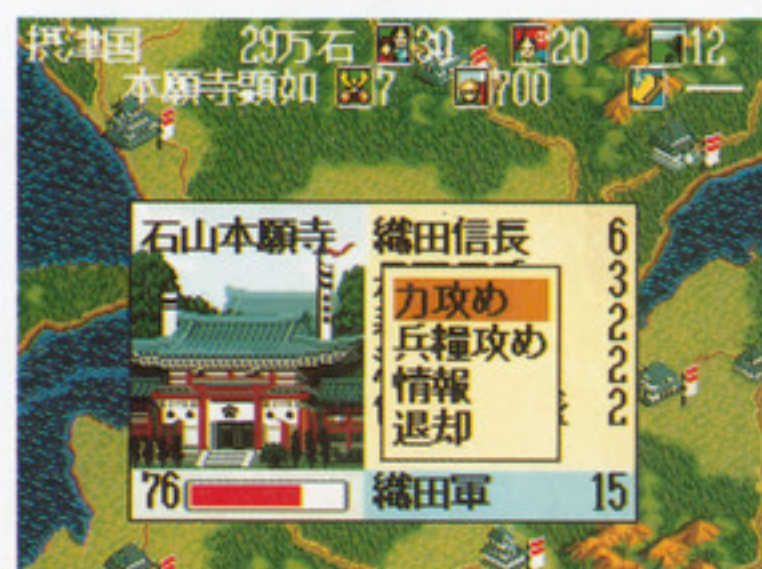 摂津国 29万石 30 20 12
本願寺顕如 7 700 ―
石山本願寺
織田信長 6
3
2
2
2
力攻め
兵糧攻め
情報
退却
76
織田軍 15